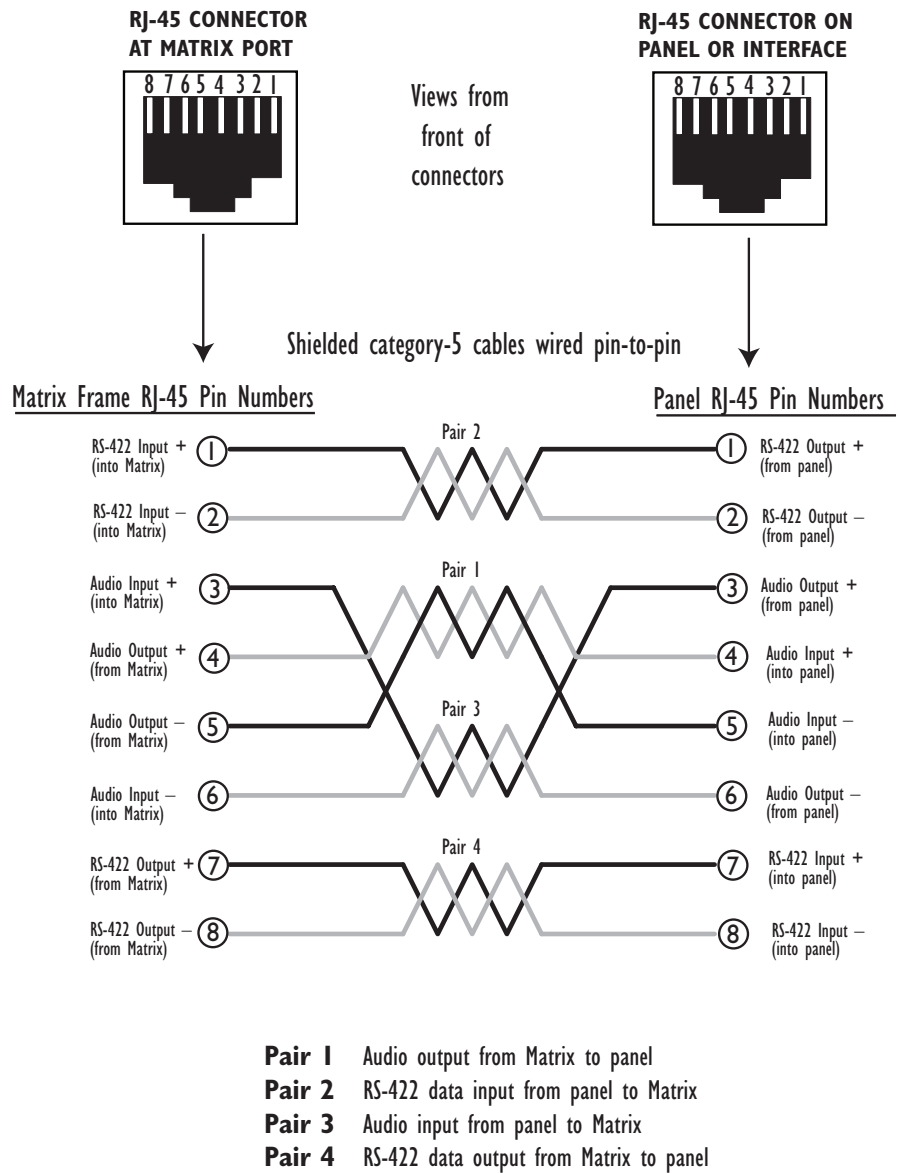 RJ-45 CONNECTOR
AT MATRIX PORT
8 7 6 5 4 3 2 1
Views from
front of
connectors
RJ-45 CONNECTOR ON
PANEL OR INTERFACE
8 7 6 5 4 3 2 1
Shielded category-5 cables wired pin-to-pin
Matrix Frame RJ-45 Pin Numbers
Panel RJ-45 Pin Numbers
RS-422 Input +
(into Matrix)
1
Pair 2
1
RS-422 Output +
(from panel)
RS-422 Input –
(into Matrix)
2
2
RS-422 Output –
(from panel)
Audio Input +
(into Matrix)
3
Pair 1
3
Audio Output +
(from panel)
Audio Output +
(from Matrix)
4
4
Audio Input +
(into panel)
Audio Output –
(from Matrix)
5
Pair 3
5
Audio Input –
(into panel)
Audio Input –
(into Matrix)
6
6
Audio Output –
(from panel)
RS-422 Output +
(from Matrix)
7
Pair 4
7
RS-422 Input +
(into panel)
RS-422 Output –
(from Matrix)
8
8
RS-422 Input –
(into panel)
Pair 1 Audio output from Matrix to panel
Pair 2 RS-422 data input from panel to Matrix
Pair 3 Audio input from panel to Matrix
Pair 4 RS-422 data output from Matrix to panel